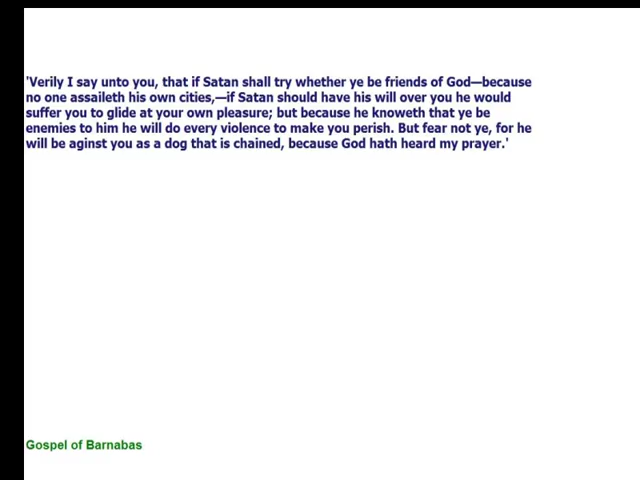 'Verily I say unto you, that if Satan shall try whether ye be friends of God—because
no one assaileth his own cities,—if Satan should have his will over you he would
suffer you to glide at your own pleasure; but because he knoweth that ye be
enemies to him he will do every violence to make you perish. But fear not ye, for he
will be aginst you as a dog that is chained, because God hath heard my prayer.'
Gospel of Barnabas